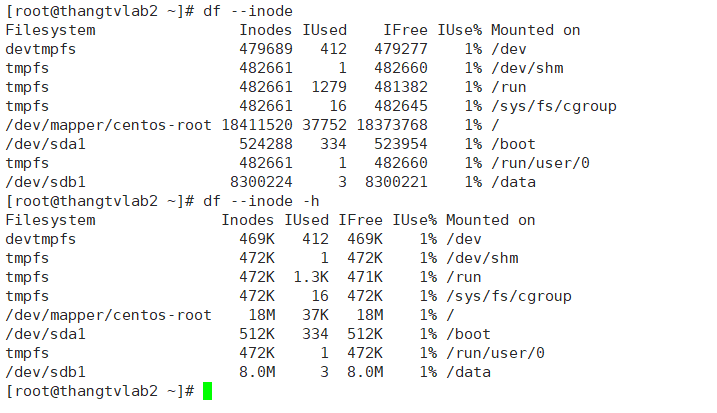 [root@thangtvlab2 ~]# df --inode
Filesystem                Inodes IUsed    IFree IUse% Mounted on
devtmpfs                  479689   412   479277    1% /dev
tmpfs                     482661     1   482660    1% /dev/shm
tmpfs                     482661  1279   481382    1% /run
tmpfs                     482661    16   482645    1% /sys/fs/cgroup
/dev/mapper/centos-root 18411520 37752 18373768    1% /
/dev/sda1                 524288   334   523954    1% /boot
tmpfs                     482661     1   482660    1% /run/user/0
/dev/sdb1                8300224     3  8300221    1% /data
[root@thangtvlab2 ~]# df --inode -h
Filesystem              Inodes IUsed IFree IUse% Mounted on
devtmpfs                  469K   412  469K    1% /dev
tmpfs                     472K     1  472K    1% /dev/shm
tmpfs                     472K  1.3K  471K    1% /run
tmpfs                     472K    16  472K    1% /sys/fs/cgroup
/dev/mapper/centos-root    18M   37K   18M    1% /
/dev/sda1                 512K   334  512K    1% /boot
tmpfs                     472K     1  472K    1% /run/user/0
/dev/sdb1                 8.0M     3  8.0M    1% /data
[root@thangtvlab2 ~]#